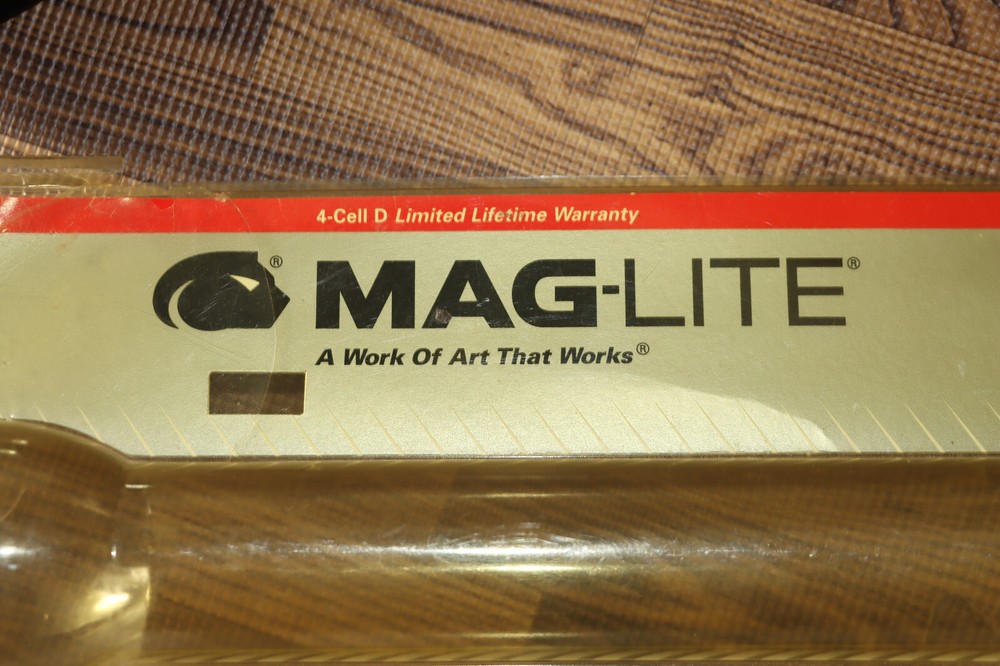 4-Cell D Limited Lifetime Warranty
® MAG-LITE®
A Work Of Art That Works®